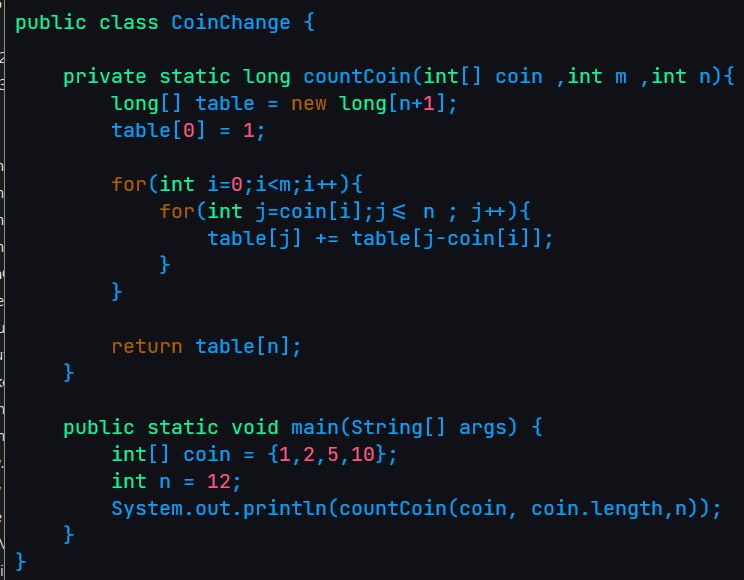 public class CoinChange {
private static long countCoin(int[] coin ,int m ,int n){
long[] table = new long[n+1];
table[0] = 1;
for(int i=0;i<m;i++){
for(int j=coin[i];j<= n ; j++){
table[j] += table[j-coin[i]];
}
}
return table[n];
}
public static void main(String[] args) {
int[] coin = {1,2,5,10};
int n = 12;
System.out.println(countCoin(coin, coin.length,n));
}
}